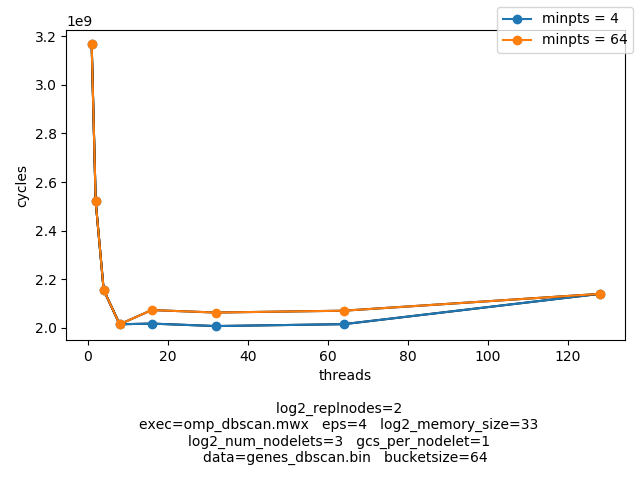 1e9
minpts = 4
minpts = 64
3.2
3.0
2.8
2.6
2.4
2.2
2.0
cycles
0 20 40 60 80 100 120
threads
log2_replnodes=2
exec=omp_dbscan.mwx eps=4 log2_memory_size=33
log2_num_nodelets=3 gcs_per_nodelet=1
data=genes_dbscan.bin bucketsize=64